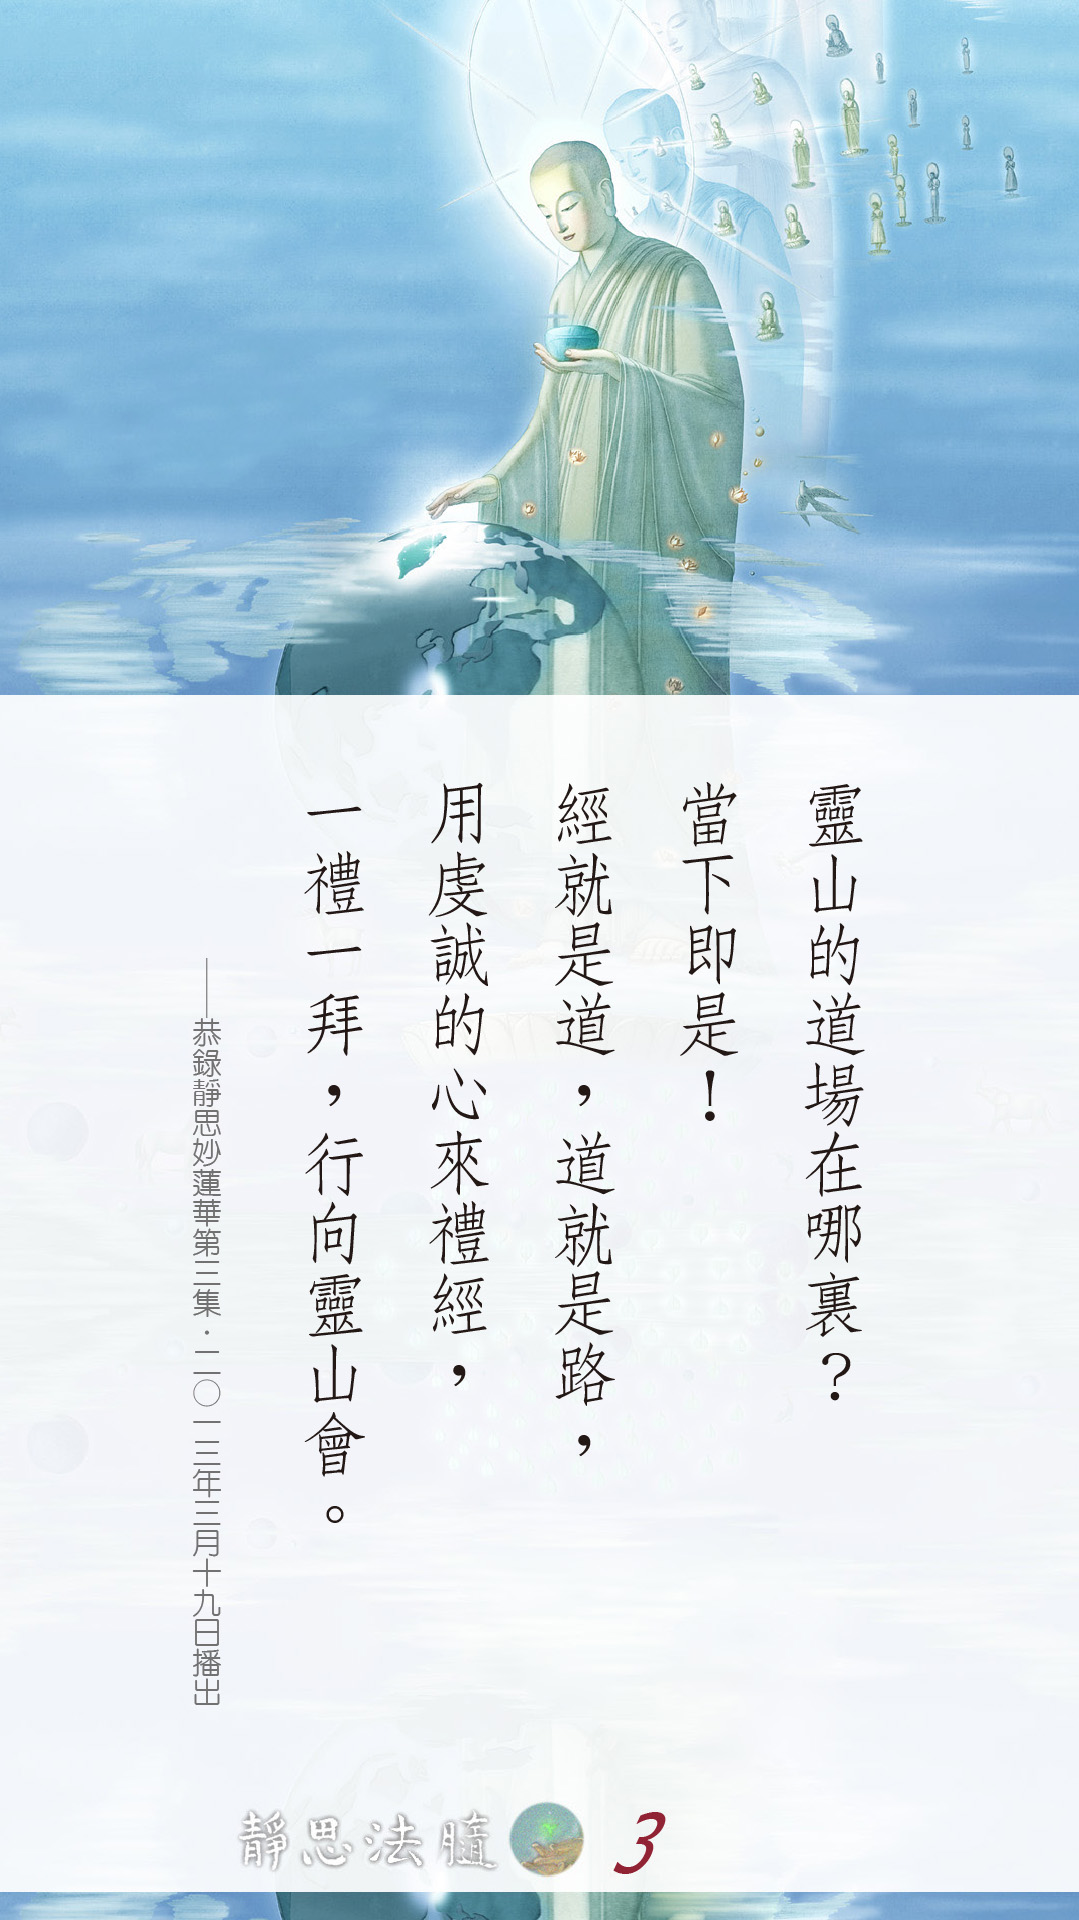 靈山的道場在哪裏？
當下即是！
經就是道，道就是路，
用虔誠的心來禮經，
一禮一拜，行向靈山會。
——恭錄靜思妙蓮華第三集．二〇一三年三月十九日播出
靜思法髓 3